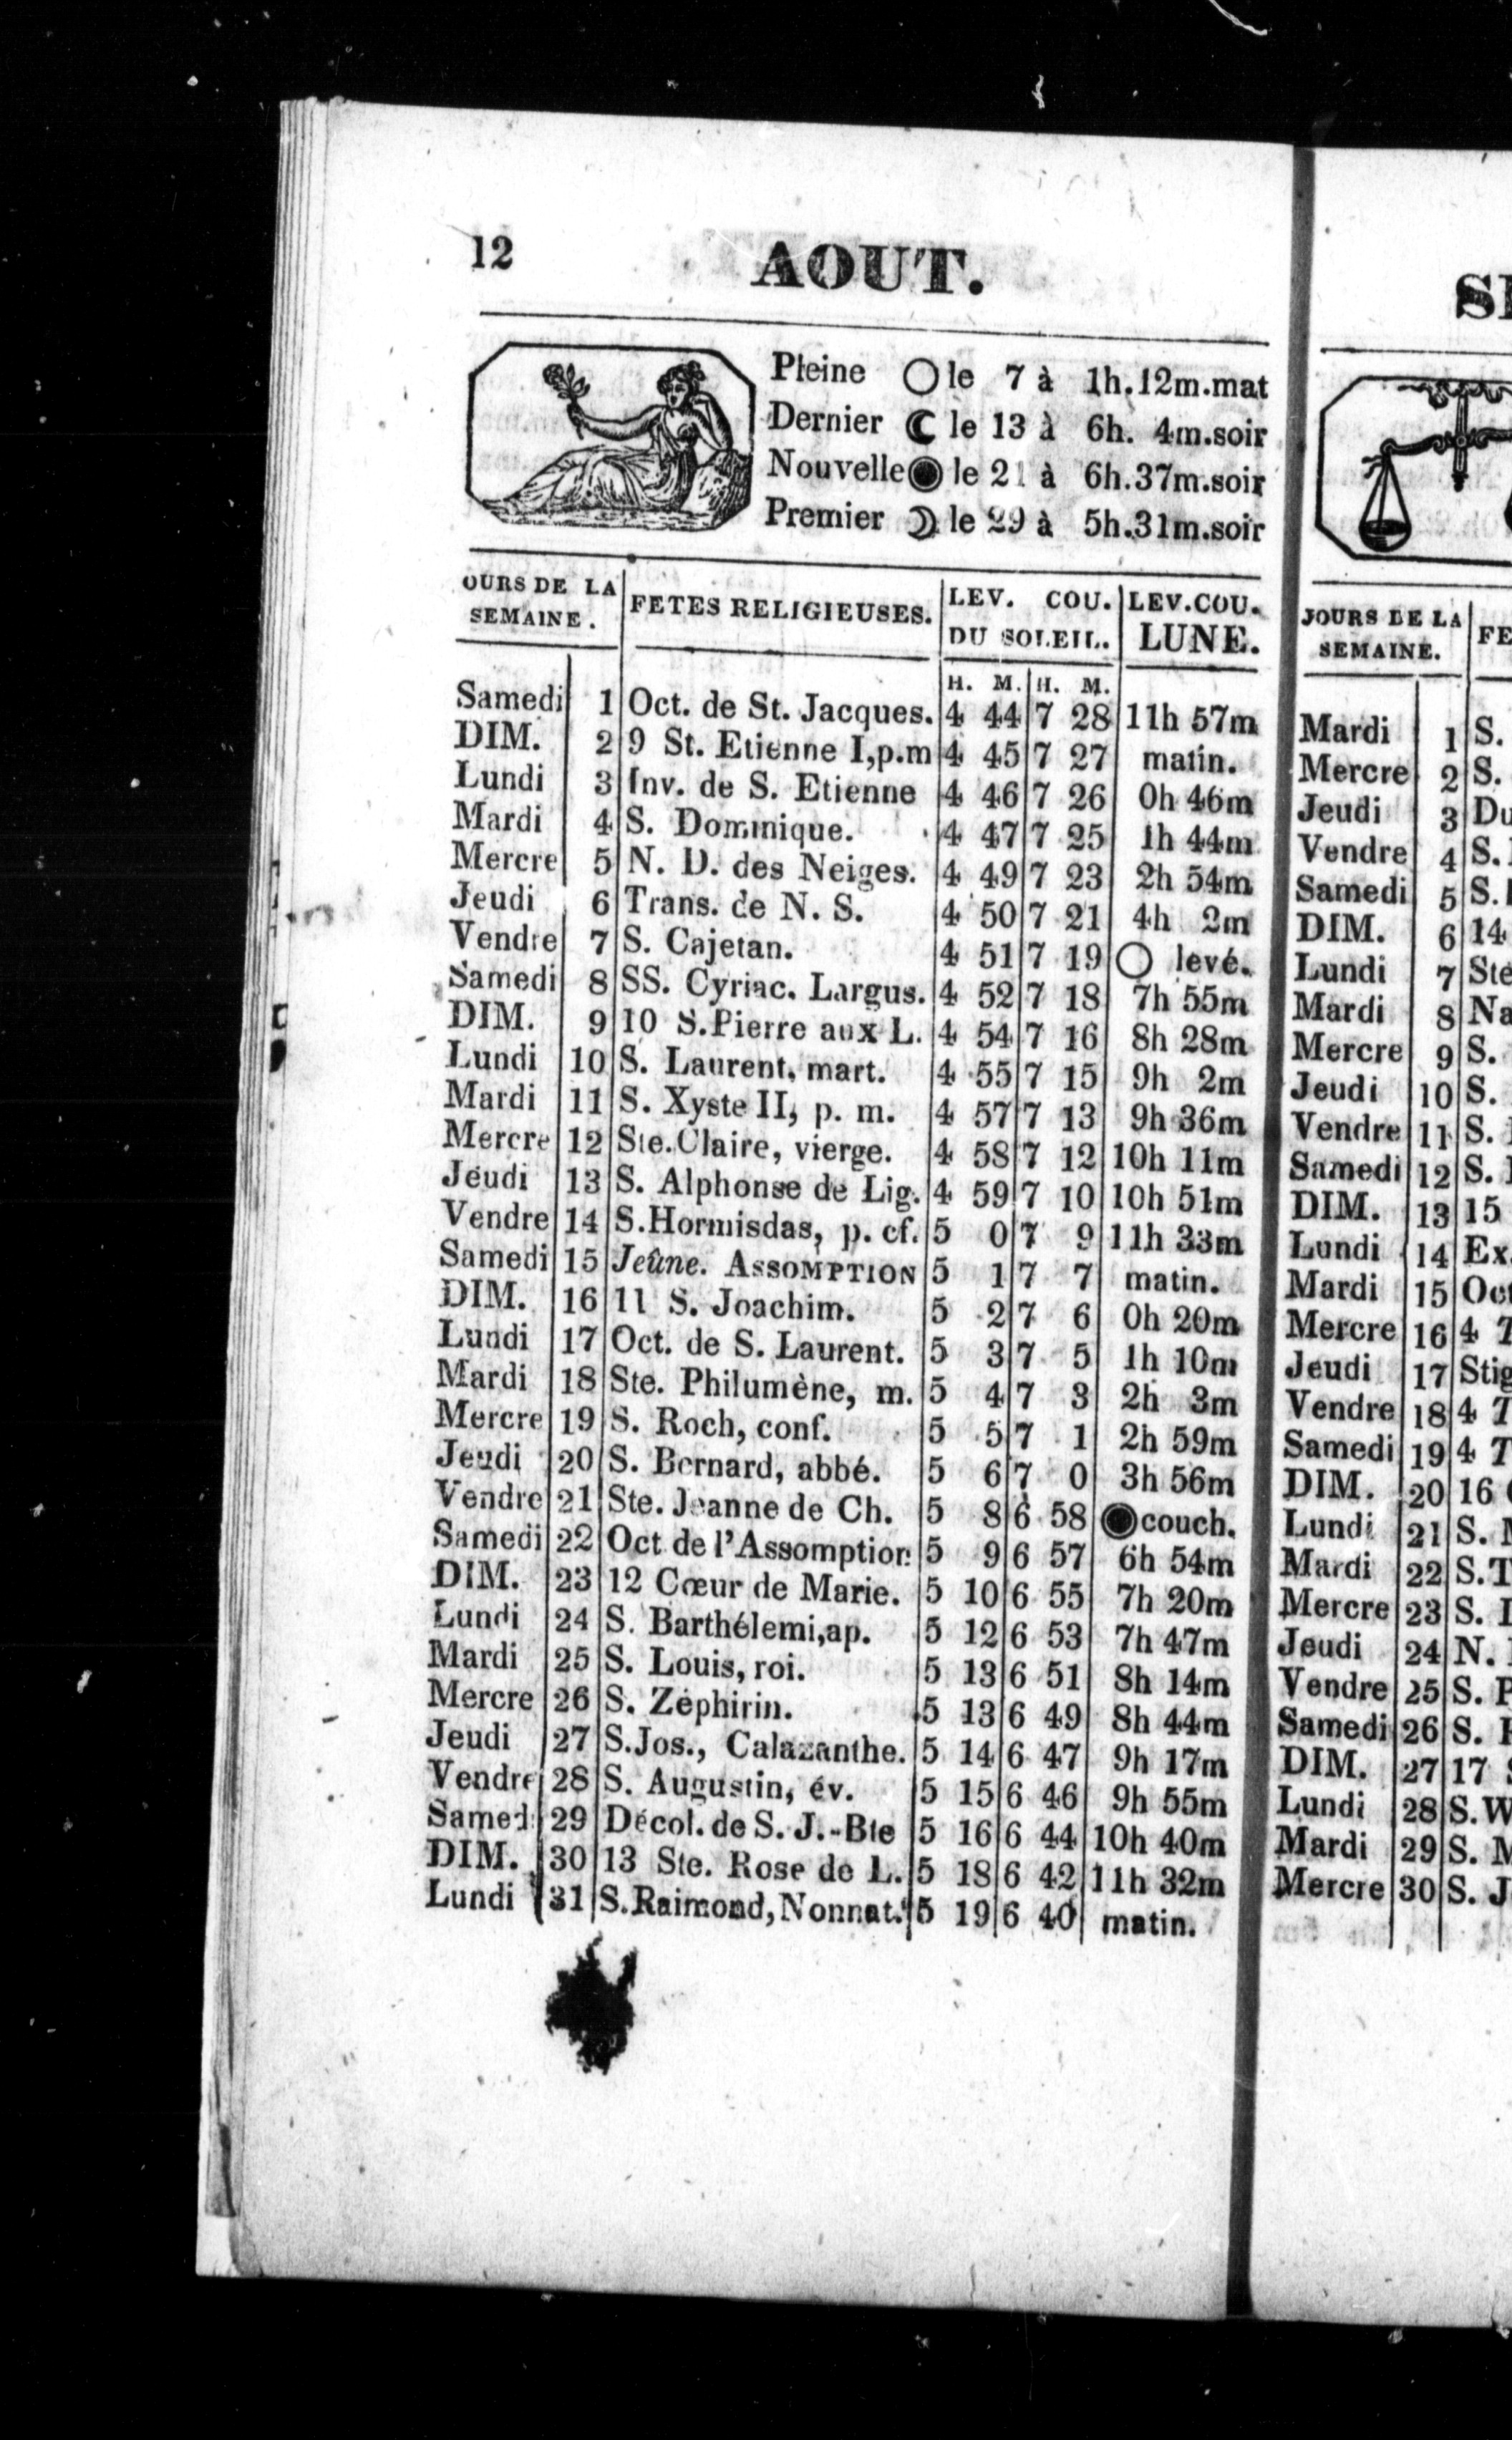 12
AOUT.
Pleine ○ le 7 à 1h.12m.mat
Dernier ☾ le 13 à 6h. 4m.soir
Nouvelle ● le 21 à 6h.37m.soir
Premier ☽ le 29 à 5h.31m.soir
OURS DE LA SEMAINE. FETES RELIGIEUSES. LEV. COU. DU SOLEIL. LEV.COU. LUNE.
H. M. H. M.
Samedi 1 Oct. de St. Jacques. 4 44 7 28 11h 57m
DIM. 2 9 St. Etienne I,p.m 4 45 7 27 matin.
Lundi 3 Inv. de S. Etienne 4 46 7 26 0h 46m
Mardi 4 S. Dominique. 4 47 7 25 1h 44m
Mercre 5 N. D. des Neiges. 4 49 7 23 2h 54m
Jeudi 6 Trans. de N. S. 4 50 7 21 4h 2m
Vendre 7 S. Cajetan. 4 51 7 19 ○ levé.
Samedi 8 SS. Cyriac. Largus. 4 52 7 18 7h 55m
DIM. 9 10 S.Pierre aux L. 4 54 7 16 8h 28m
Lundi 10 S. Laurent, mart. 4 55 7 15 9h 2m
Mardi 11 S. Xyste II, p. m. 4 57 7 13 9h 36m
Mercre 12 Ste.Claire, vierge. 4 58 7 12 10h 11m
Jeudi 13 S. Alphonse de Lig. 4 59 7 10 10h 51m
Vendre 14 S.Hormisdas, p. cf. 5 0 7 9 11h 33m
Samedi 15 Jeûne. ASSOMPTION 5 1 7 7 matin.
DIM. 16 11 S. Joachim. 5 2 7 6 0h 20m
Lundi 17 Oct. de S. Laurent. 5 3 7 5 1h 10m
Mardi 18 Ste. Philumène, m. 5 4 7 3 2h 3m
Mercre 19 S. Roch, conf. 5 5 7 1 2h 59m
Jeudi 20 S. Bernard, abbé. 5 6 7 0 3h 56m
Vendre 21 Ste. Jeanne de Ch. 5 8 6 58 ● couch.
Samedi 22 Oct de l'Assomption 5 9 6 57 6h 54m
DIM. 23 12 Cœur de Marie. 5 10 6 55 7h 20m
Lundi 24 S. Barthélemi,ap. 5 12 6 53 7h 47m
Mardi 25 S. Louis, roi. 5 13 6 51 8h 14m
Mercre 26 S. Zéphirin. 5 13 6 49 8h 44m
Jeudi 27 S.Jos., Calazanthe. 5 14 6 47 9h 17m
Vendre 28 S. Augustin, év. 5 15 6 46 9h 55m
Samedi 29 Décol. de S. J.-Bte 5 16 6 44 10h 40m
DIM. 30 13 Ste. Rose de L. 5 18 6 42 11h 32m
Lundi 31 S.Raimond,Nonnat. 5 19 6 40 matin.
JOURS DE LA SEMAINE.
Mardi 1 S.
Mercre 2 S.
Jeudi 3 Du
Vendre 4 S.
Samedi 5 S.
DIM. 6 14
Lundi 7 Ste
Mardi 8 Na
Mercre 9 S.
Jeudi 10 S.
Vendre 11 S.
Samedi 12 S.
DIM. 13 15
Lundi 14 Ex
Mardi 15 Oct
Mercre 16 4
Jeudi 17 Stig
Vendre 18 4
Samedi 19 4
DIM. 20 16
Lundi 21 S.
Mardi 22 S.T
Mercre 23 S.
Jeudi 24 N.
Vendre 25 S.
Samedi 26 S.
DIM. 27 17
Lundi 28 S.W
Mardi 29 S.
Mercre 30 S. J